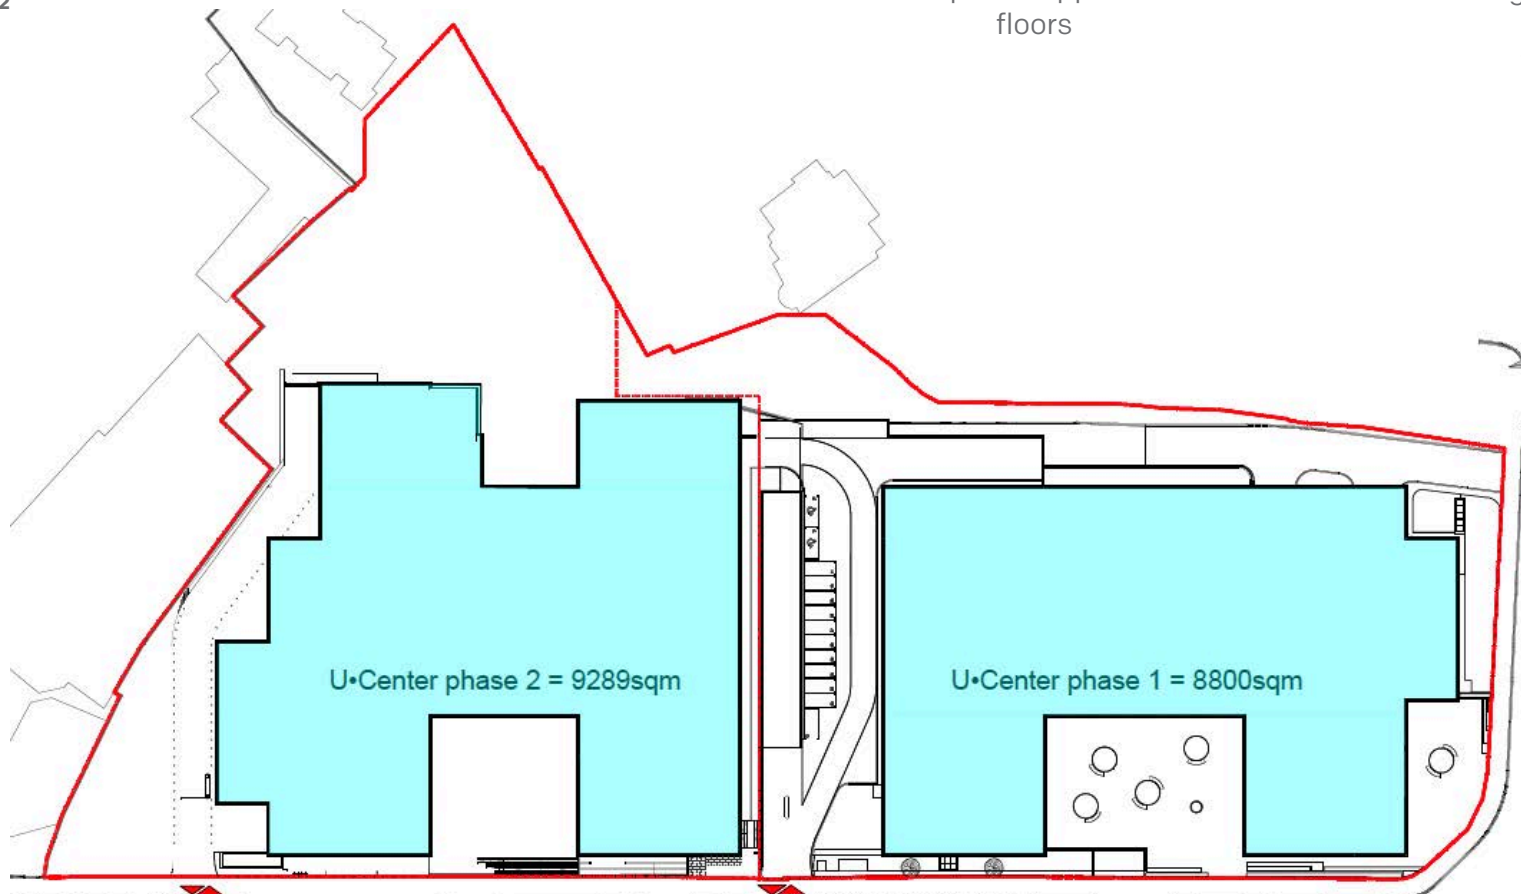 floors
U•Center phase 2 = 9289sqm
U•Center phase 1 = 8800sqm